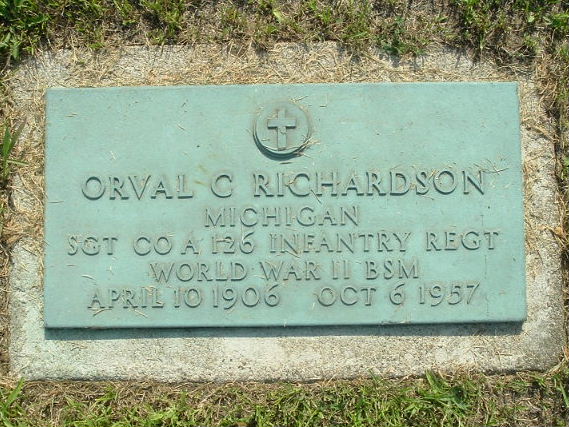 ORVAL C RICHARDSON
MICHIGAN
SGT CO A 126 INFANTRY REGT
WORLD WAR II BSM
APRIL 10 1906 OCT 6 1957